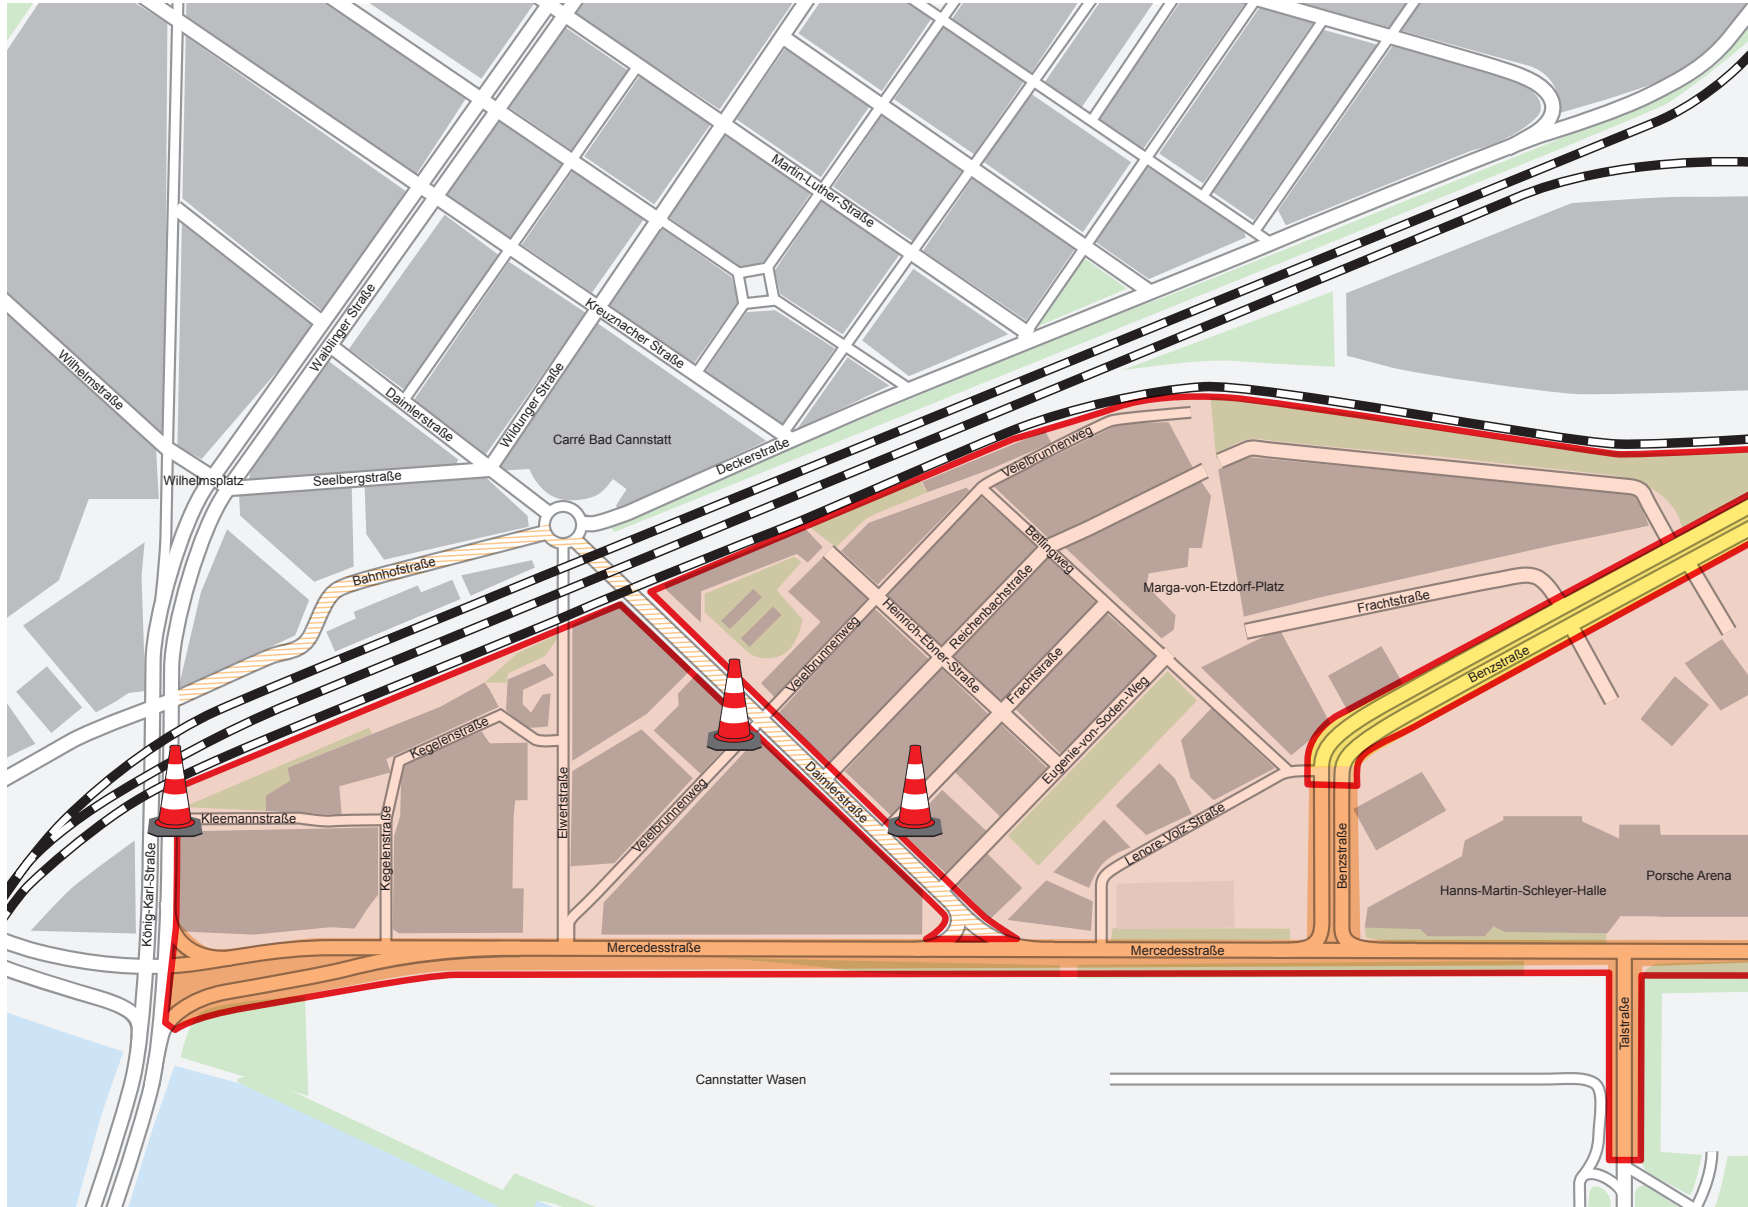 Martin-Luther-Straße
Waiblinger Straße
Kreuznacher Straße
Wilhelmstraße
Daimlerstraße
Wildunger Straße
Carré Bad Cannstatt
Deckerstraße
Veielbrunnenweg
Wilhelmsplatz
Seelbergstraße
Bahnhofstraße
Bellingweg
Marga-von-Etzdorf-Platz
Frachtstraße
Reichenbachstraße
Heinrich-Ebner-Straße
Veielbrunnenweg
Frachtstraße
Benzstraße
Kegelenstraße
Eugenie-von-Soden-Weg
Daimlerstraße
Elwertstraße
Veielbrunnenweg
Kleemannstraße
Kegelenstraße
Lenore-Volz-Straße
Benzstraße
König-Karl-Straße
Hanns-Martin-Schleyer-Halle
Porsche Arena
Mercedesstraße
Mercedesstraße
Talstraße
Cannstatter Wasen